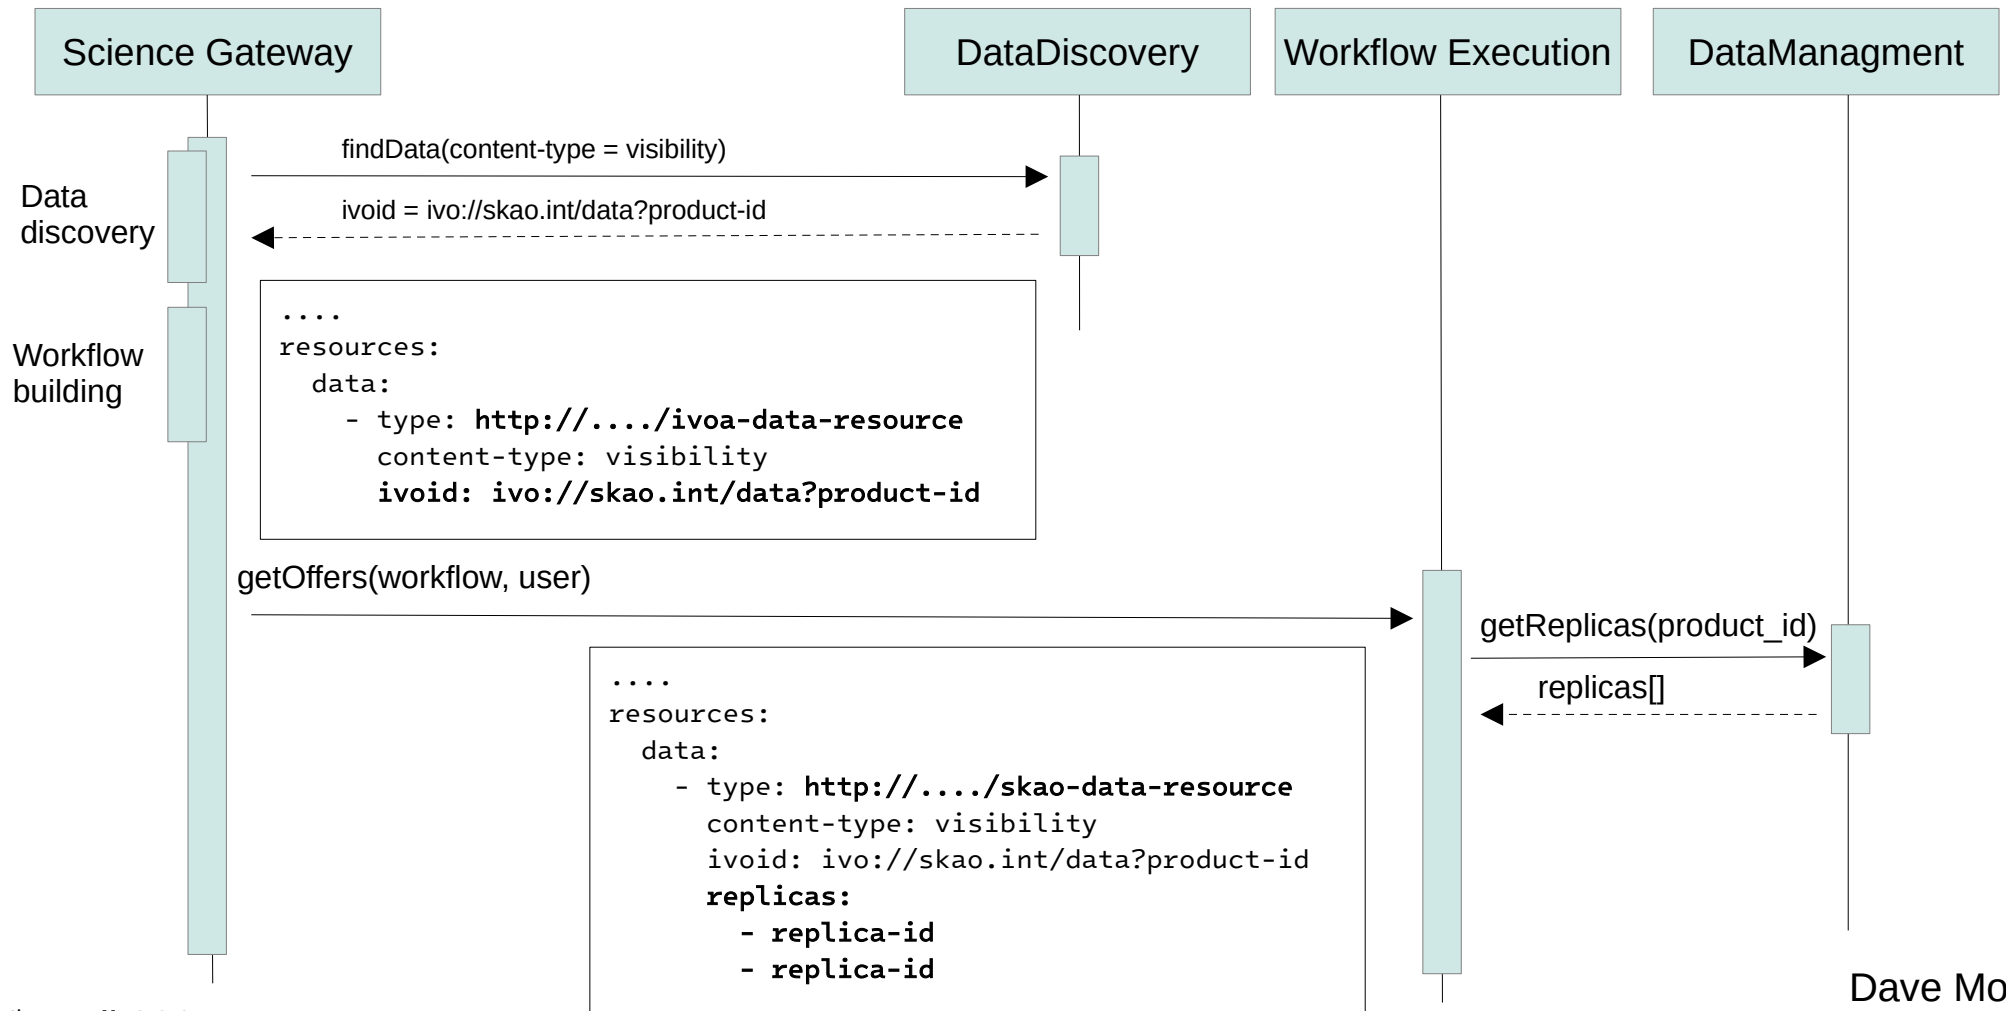 Science Gateway
DataDiscovery
Workflow Execution
DataManagment
findData(content-type = visibility)
Data
discovery
ivoid = ivo://skao.int/data?product-id
....
resources:
data:
- type: http://..../ivoa-data-resource
content-type: visibility
ivoid: ivo://skao.int/data?product-id
Workflow
building
getOffers(workflow, user)
getReplicas(product_id)
replicas[]
....
resources:
data:
- type: http://..../skao-data-resource
content-type: visibility
ivoid: ivo://skao.int/data?product-id
replicas:
- replica-id
- replica-id
Dave Mo